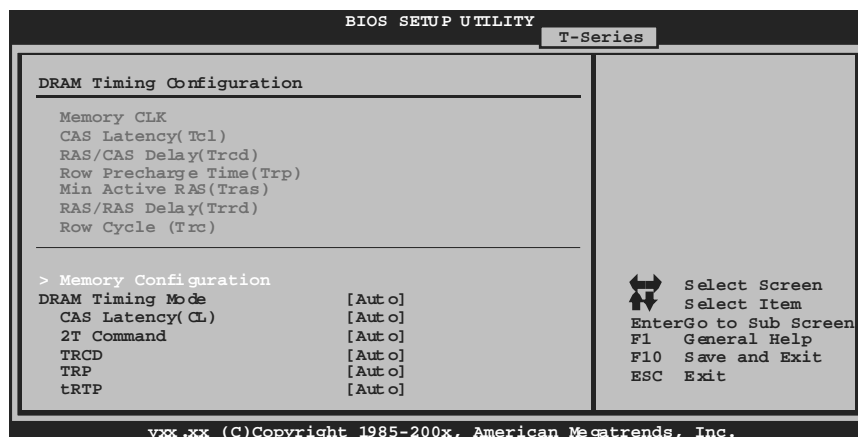 BIOS SETUP UTILITY
T-Series
DRAM Timing Configuration
Memory CLK
CAS Latency(Tcl)
RAS/CAS Delay(Trcd)
Row Precharge Time(Trp)
Min Active RAS(Tras)
RAS/RAS Delay(Trrd)
Row Cycle (Trc)
> Memory Configuration
DRAM Timing Mode [Auto]
CAS Latency(CL) [Auto]
2T Command [Auto]
TRCD [Auto]
TRP [Auto]
tRTP [Auto]
Select Screen
Select Item
EnterGo to Sub Screen
F1 General Help
F10 Save and Exit
ESC Exit
vxx.xx (C)Copyright 1985-200x, American Megatrends, Inc.